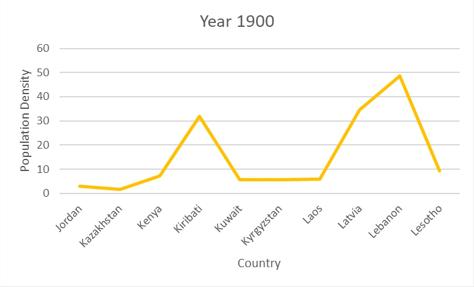 Year 1900
60
50
40
30
20
10
0
Population Density
Jordan
Kazakhstan
Kenya
Kiribati
Kuwait
Kyrgyzstan
Laos
Latvia
Lebanon
Lesotho
Country